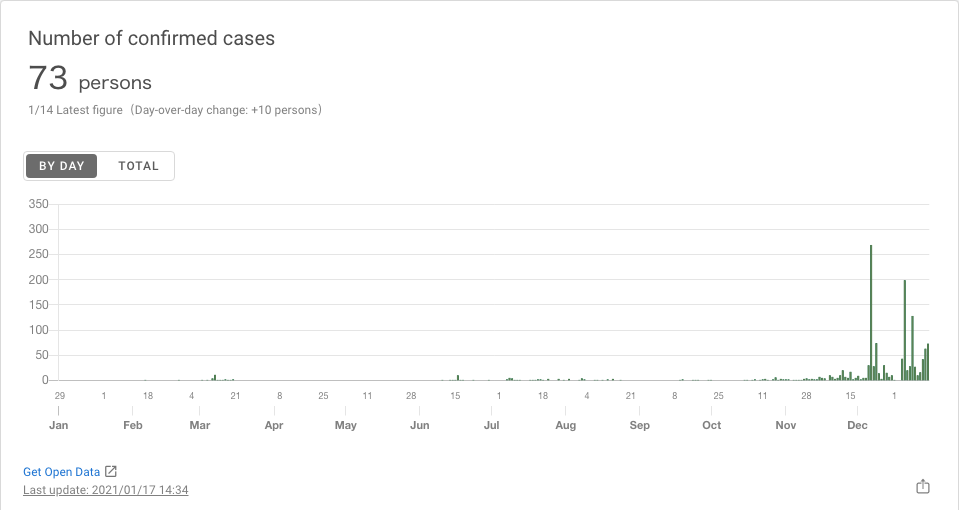 Number of confirmed cases
73 persons
1/14 Latest figure（Day-over-day change: +10 persons）
BY DAY TOTAL
350
300
250
200
150
100
50
0
29 1 18 4 21 8 25 11 28 15 1 18 4 21 8 25 11 28 15 1
Jan Feb Mar Apr May Jun Jul Aug Sep Oct Nov Dec
Get Open Data
Last update: 2021/01/17 14:34